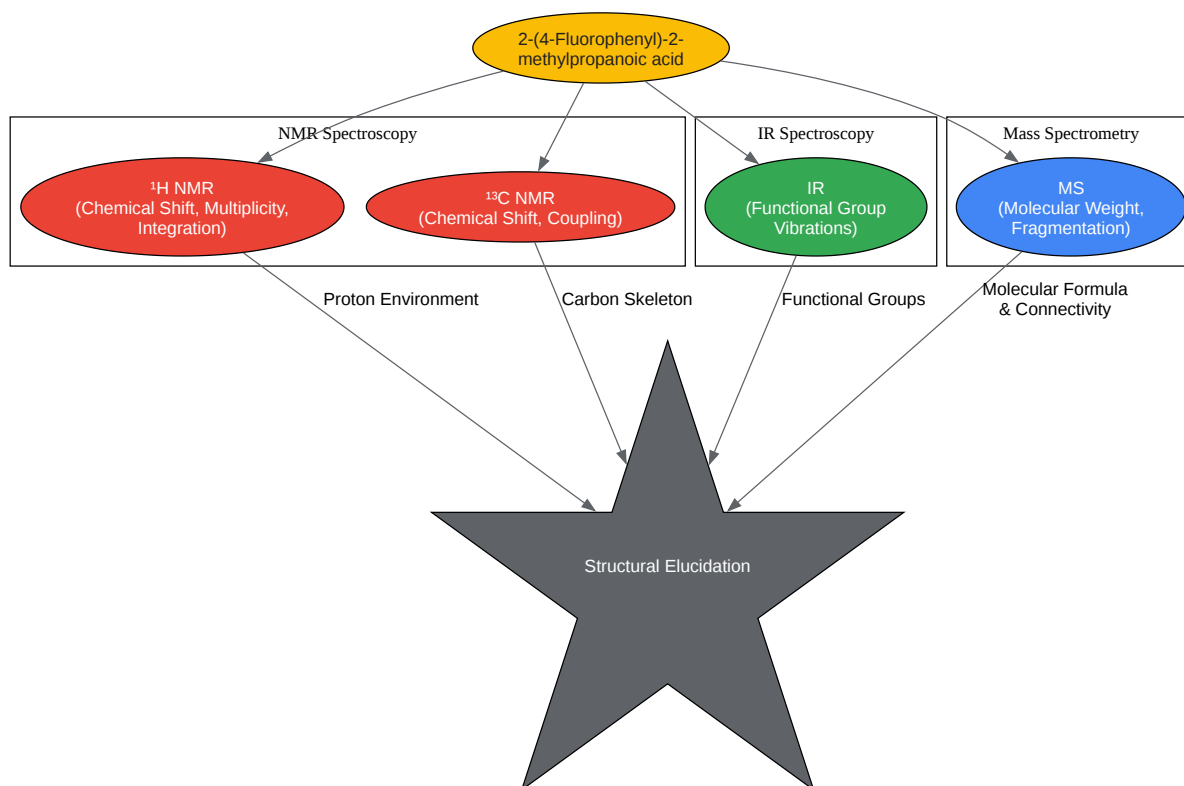 2-(4-Fluorophenyl)-2-
methylpropanoic acid
NMR Spectroscopy
IR Spectroscopy
Mass Spectrometry
¹H NMR
(Chemical Shift, Multiplicity,
Integration)
¹³C NMR
(Chemical Shift, Coupling)
IR
(Functional Group
Vibrations)
MS
(Molecular Weight,
Fragmentation)
Proton Environment
Carbon Skeleton
Functional Groups
Molecular Formula
& Connectivity
Structural Elucidation